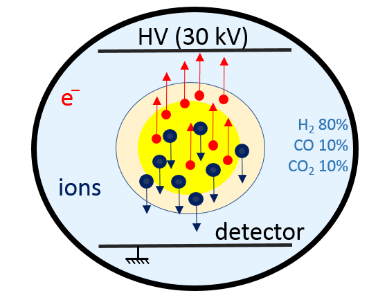 HV (30 kV)
e⁻
H₂ 80%
CO 10%
CO₂ 10%
ions
detector